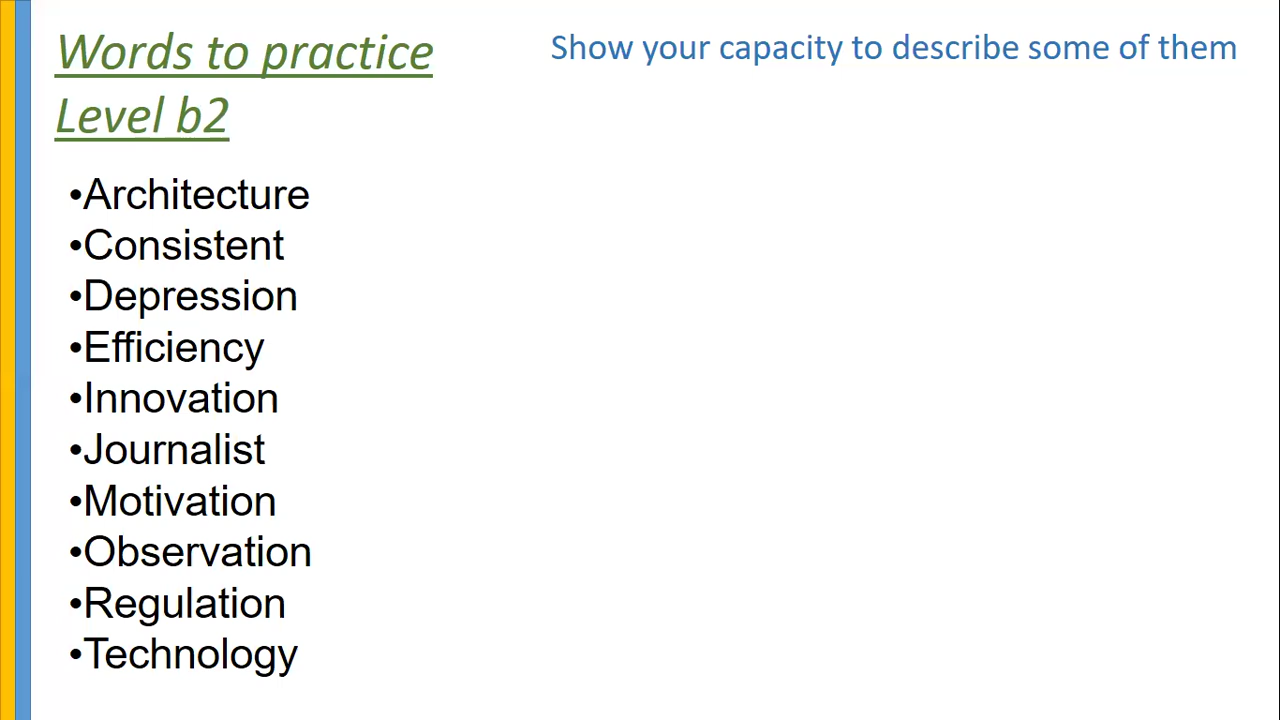 Words to practice
Level b2
Show your capacity to describe some of them
•Architecture
•Consistent
•Depression
•Efficiency
•Innovation
•Journalist
•Motivation
•Observation
•Regulation
•Technology